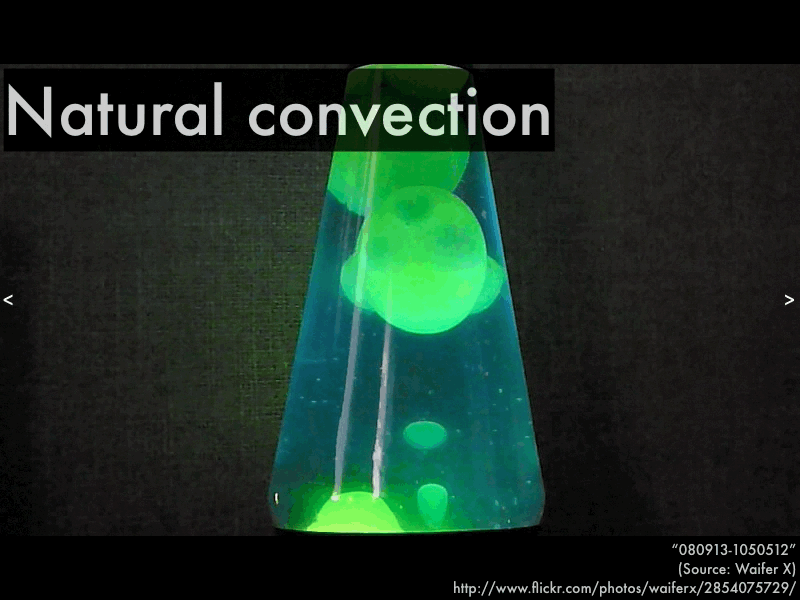 Natural convection
<
>
“080913-1050512”
(Source: Waifer X)
http://www.flickr.com/photos/waiferx/2854075729/